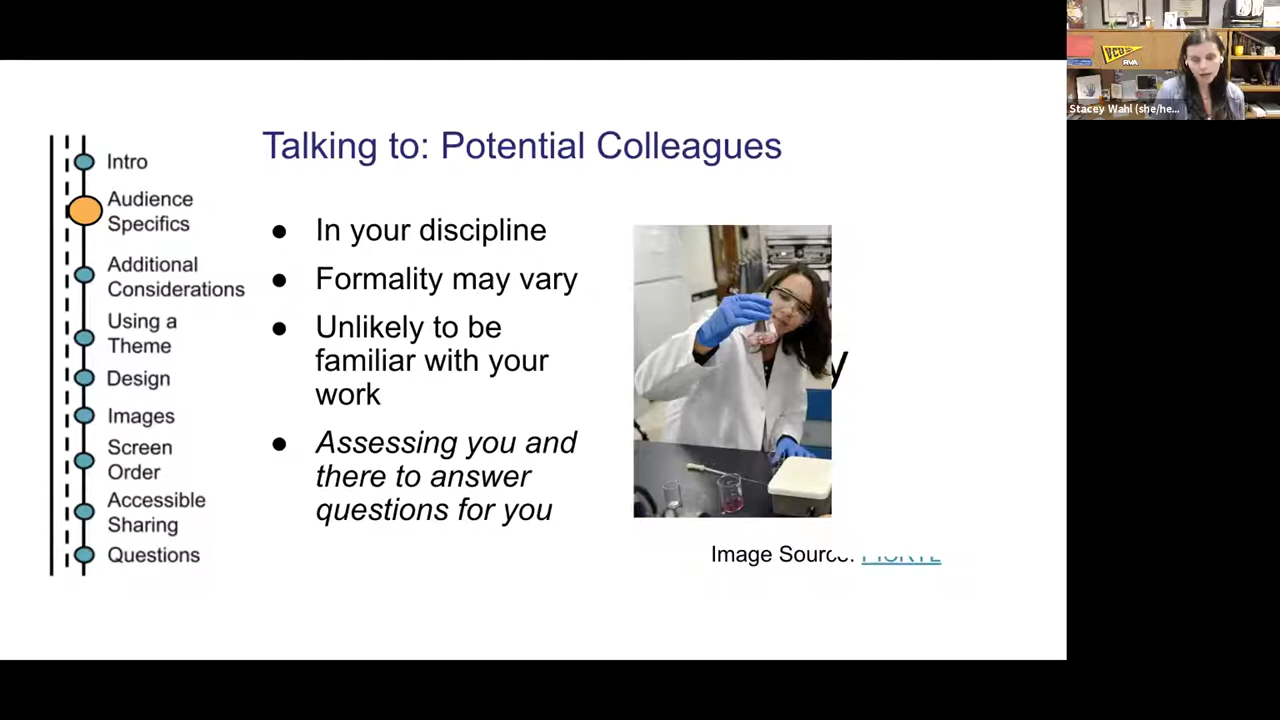 Talking to: Potential Colleagues
Intro
Audience
Specifics
Additional
Considerations
Using a
Theme
Design
Images
Screen
Order
Accessible
Sharing
Questions
● In your discipline
● Formality may vary
● Unlikely to be
familiar with your
work
● Assessing you and
there to answer
questions for you
y
Image Source:
Stacey Wahl (she/he...
VCU
RVA